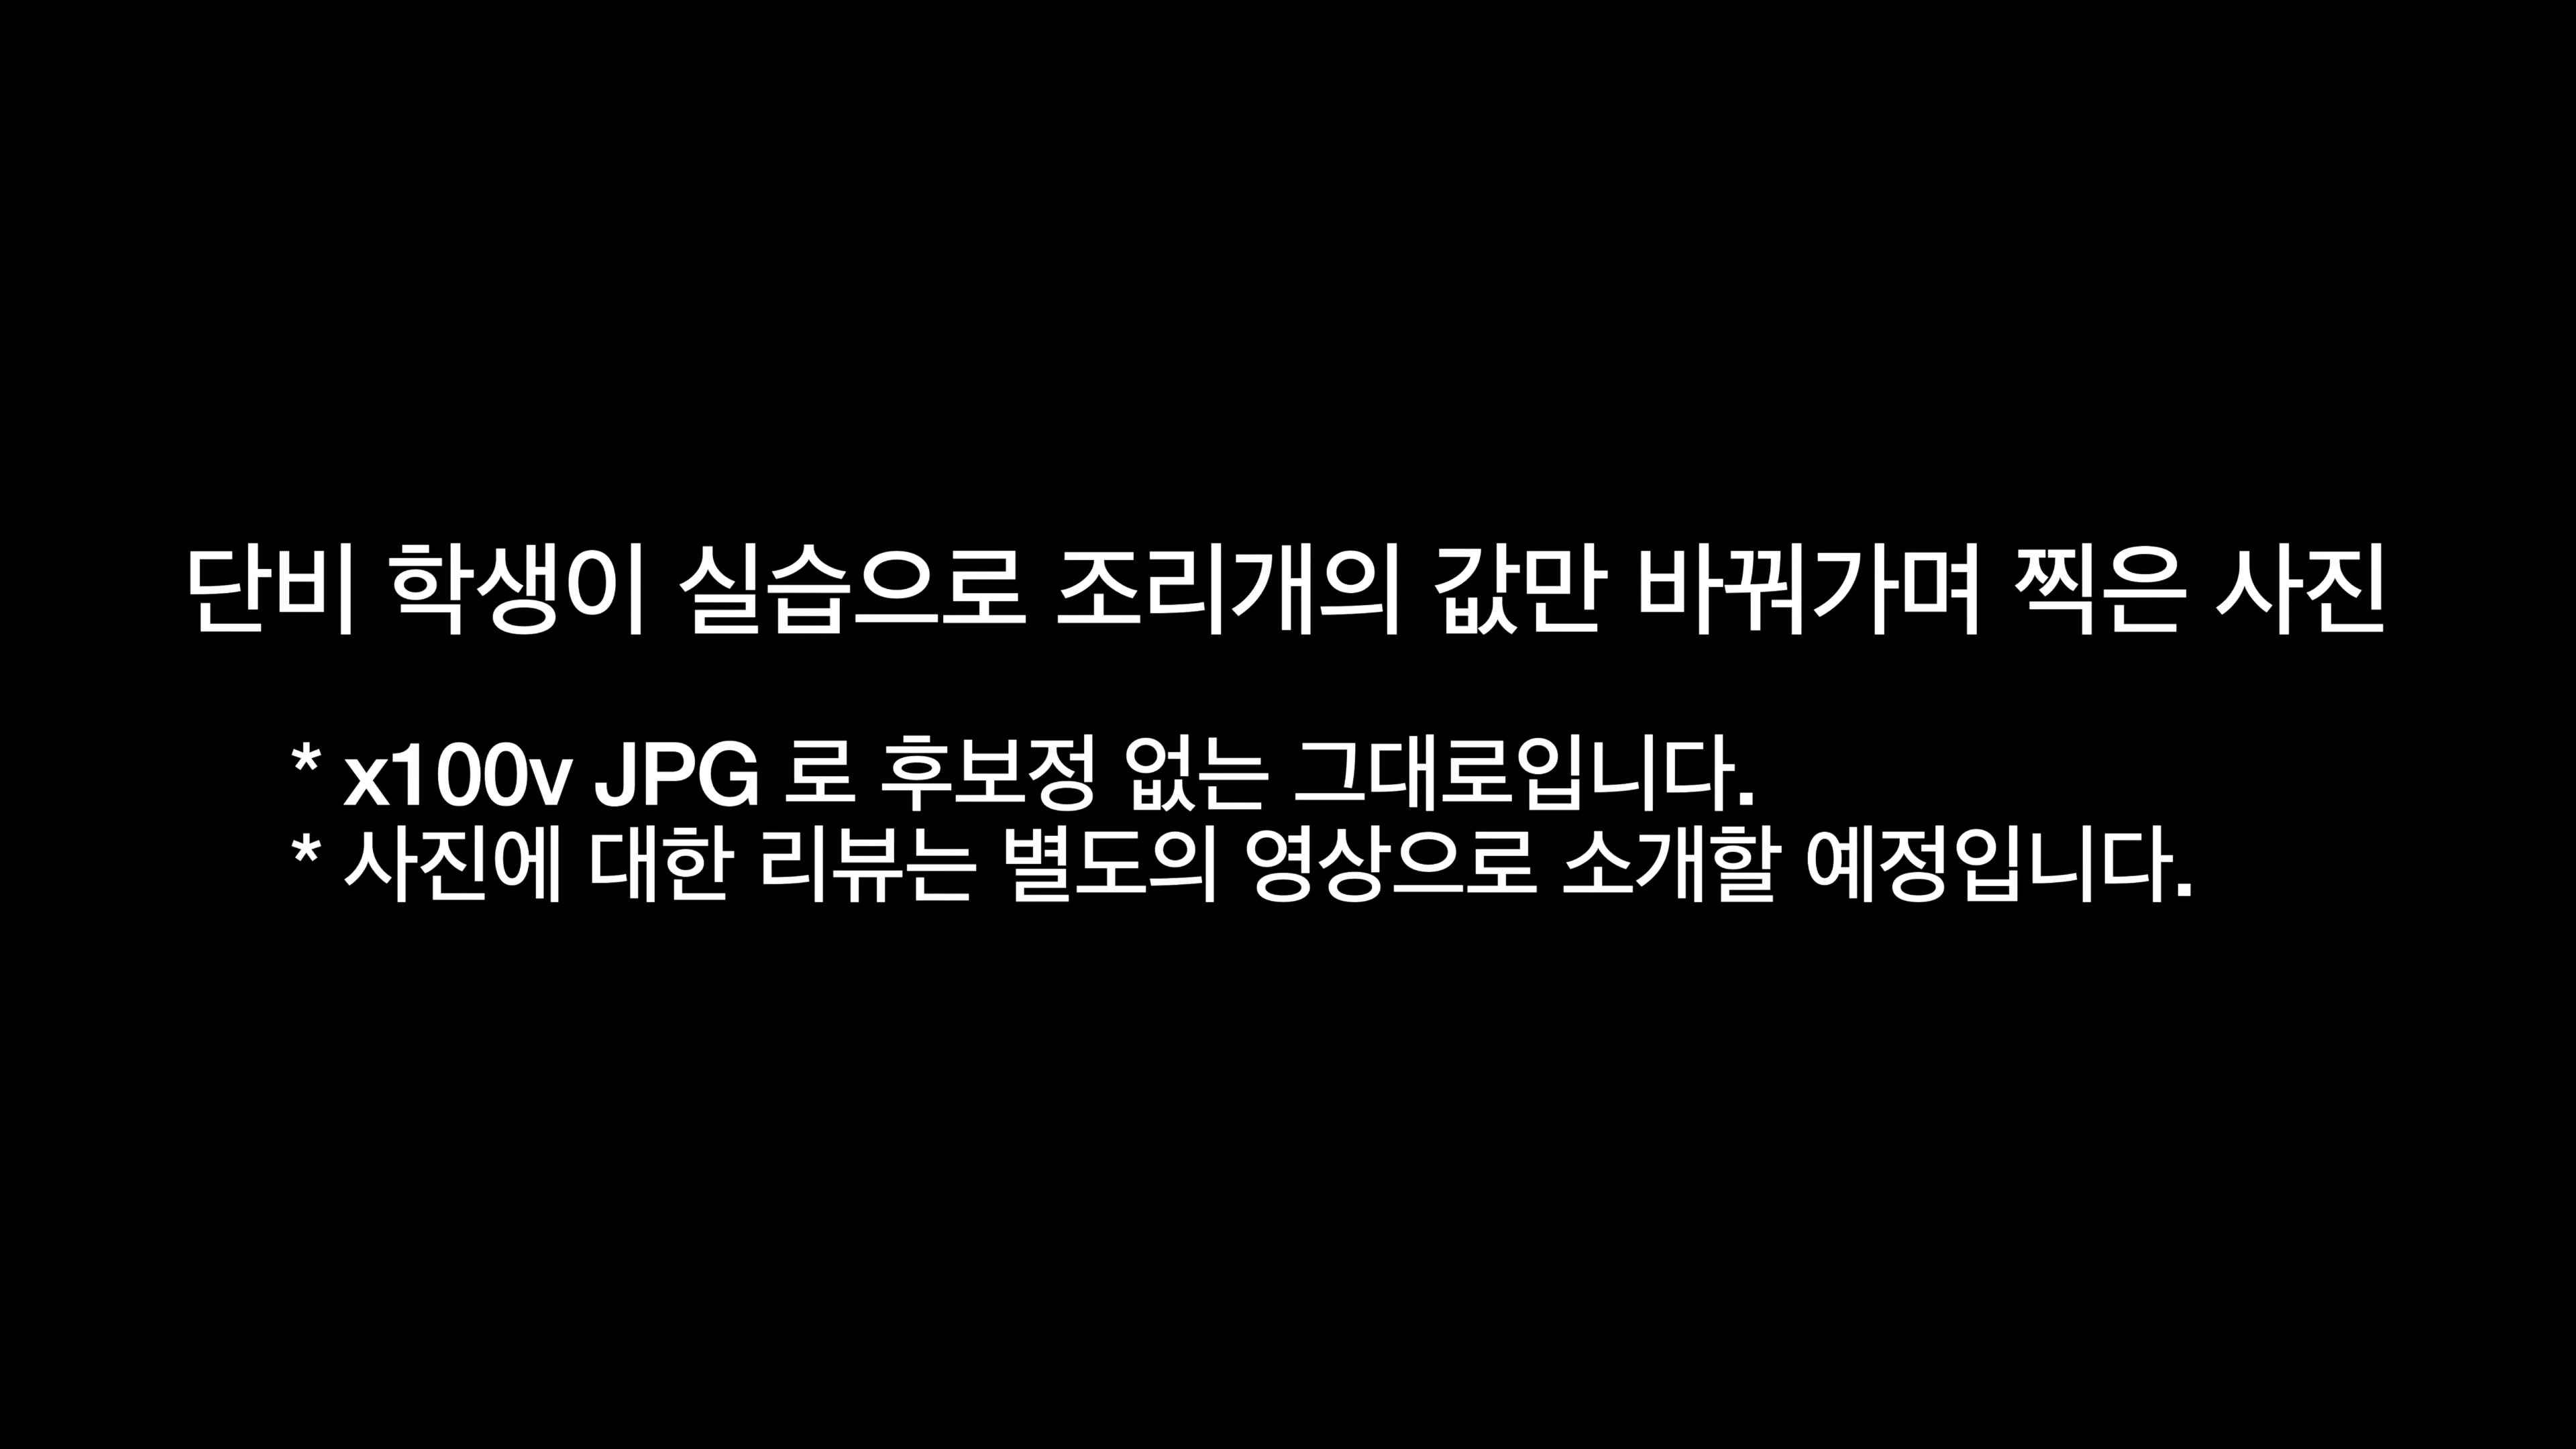 단비 학생이 실습으로 조리개의 값만 바꿔가며 찍은 사진
* x100v JPG 로 후보정 없는 그대로입니다.
* 사진에 대한 리뷰는 별도의 영상으로 소개할 예정입니다.